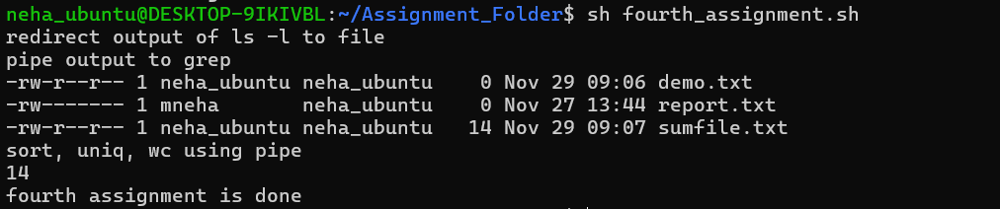 neha_ubuntu@DESKTOP-9IKIVBL:~/Assignment_Folder$ sh fourth_assignment.sh
redirect output of ls -l to file
pipe output to grep
-rw-r--r-- 1 neha_ubuntu neha_ubuntu    0 Nov 29 09:06 demo.txt
-rw------- 1 mneha       neha_ubuntu    0 Nov 27 13:44 report.txt
-rw-r--r-- 1 neha_ubuntu neha_ubuntu   14 Nov 29 09:07 sumfile.txt
sort, uniq, wc using pipe
14
fourth assignment is done